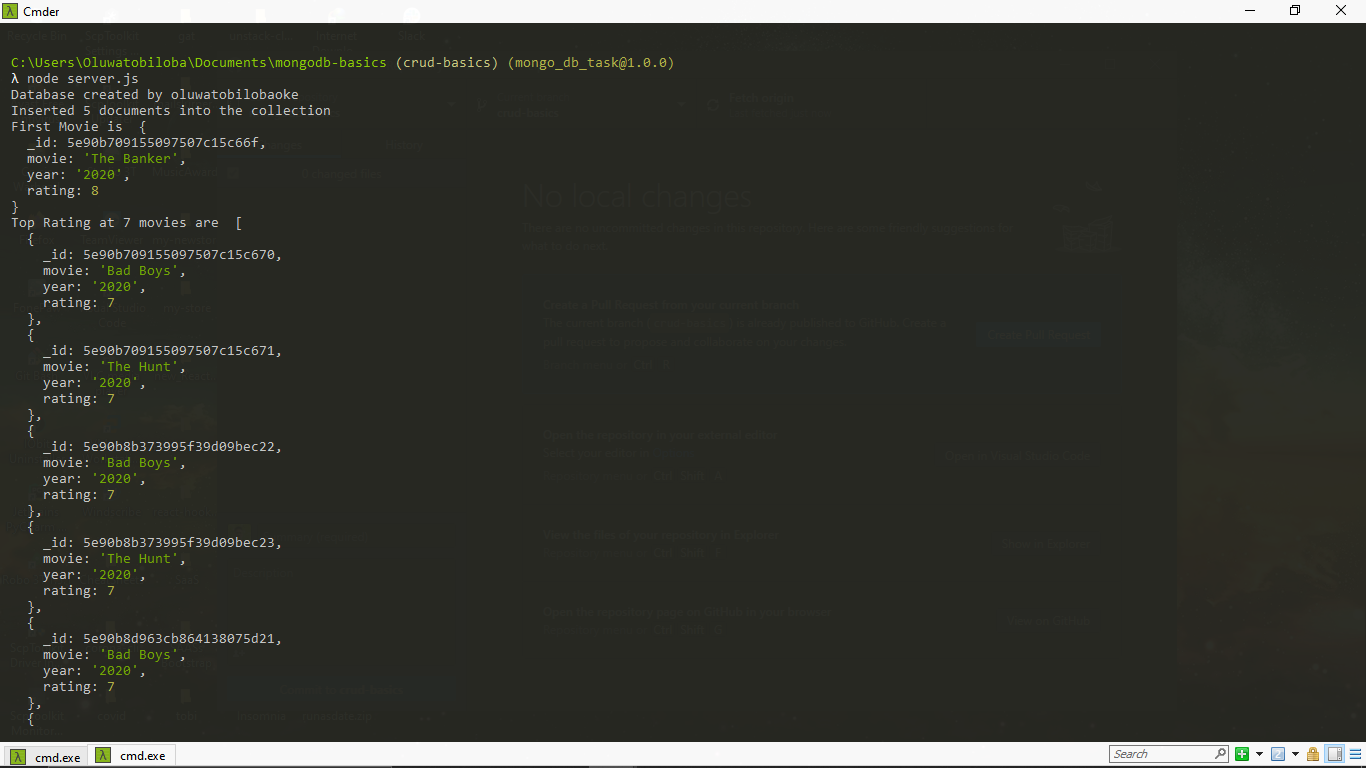 Cmder
C:\Users\Oluwatobiloba\Documents\mongodb-basics (crud-basics) (mongo_db_task@1.0.0)
λ node server.js
Database created by oluwatobilobaoke
Inserted 5 documents into the collection
First Movie is  {
  _id: 5e90b709155097507c15c66f,
  movie: 'The Banker',
  year: '2020',
  rating: 8
}
Top Rating at 7 movies are  [
  {
    _id: 5e90b709155097507c15c670,
    movie: 'Bad Boys',
    year: '2020',
    rating: 7
  },
  {
    _id: 5e90b709155097507c15c671,
    movie: 'The Hunt',
    year: '2020',
    rating: 7
  },
  {
    _id: 5e90b8b373995f39d09bec22,
    movie: 'Bad Boys',
    year: '2020',
    rating: 7
  },
  {
    _id: 5e90b8b373995f39d09bec23,
    movie: 'The Hunt',
    year: '2020',
    rating: 7
  },
  {
    _id: 5e90b8d963cb864138075d21,
    movie: 'Bad Boys',
    year: '2020',
    rating: 7
  },
  {
No local changes
cmd.exe
cmd.exe
Search